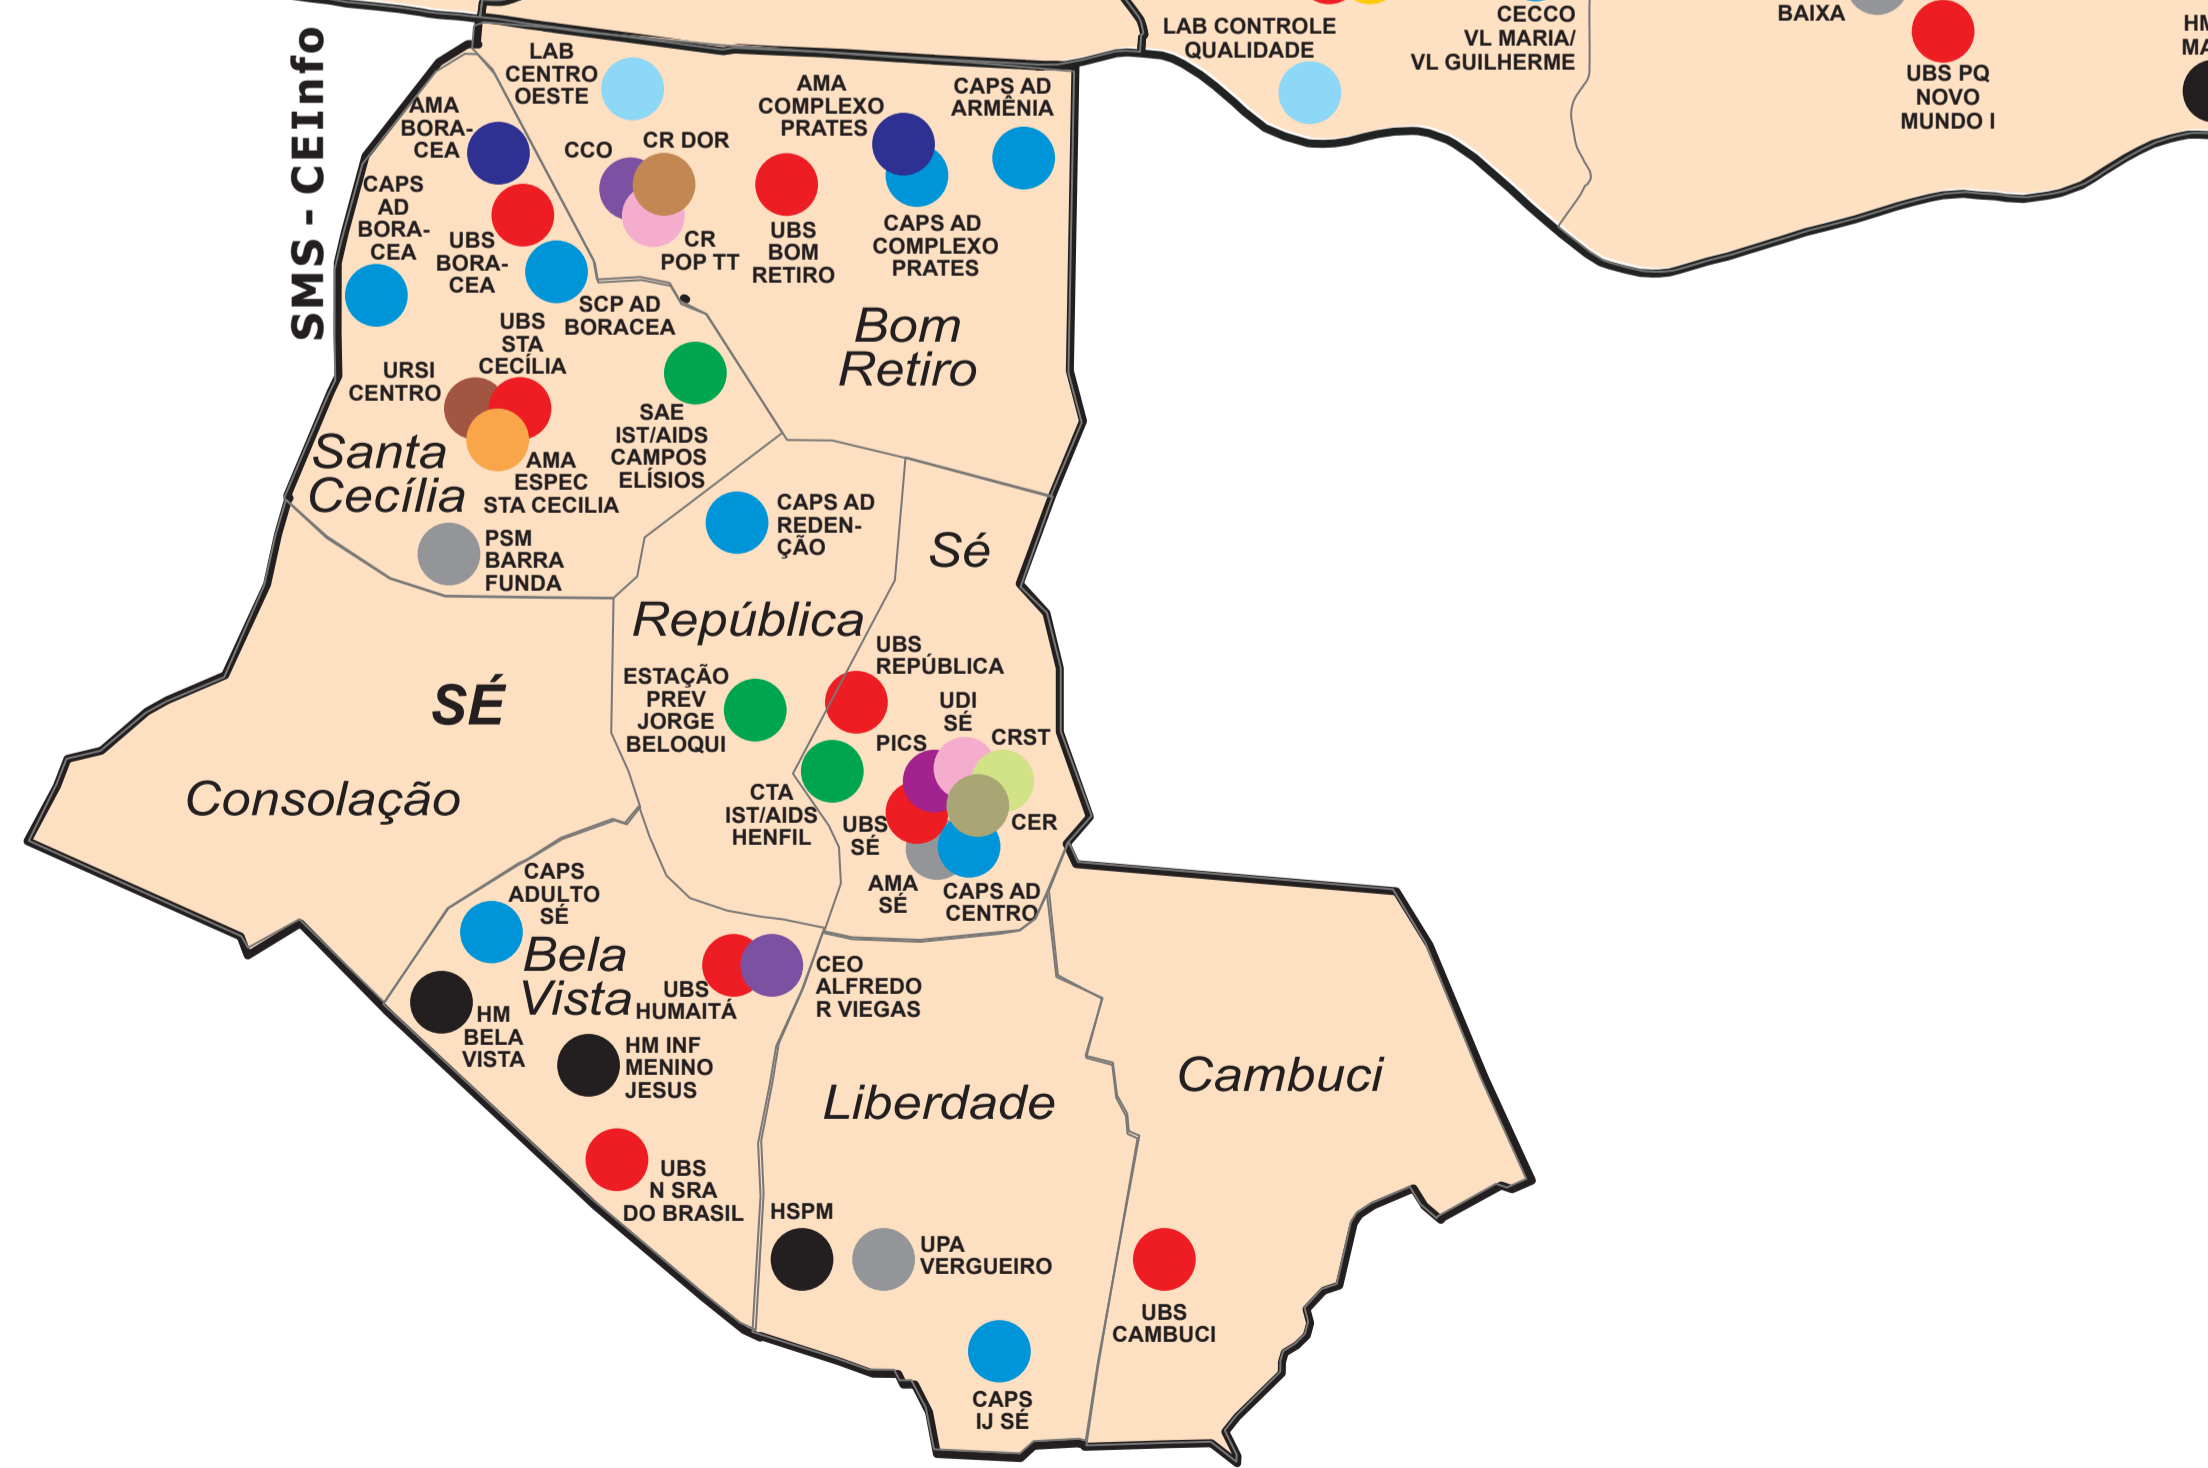 SMS - CEInfo
LAB
CENTRO
OESTE
AMA
BORA-
CEA
CAPS
AD
BORA-
CEA
UBS
BORA-
CEA
SCP AD
BORACEA
CCO
CR DOR
CR
POP TT
AMA
COMPLEXO
PRATES
CAPS AD
ARMÊNIA
UBS
BOM
RETIRO
CAPS AD
COMPLEXO
PRATES
Bom
Retiro
UBS
STA
CECÍLIA
URSI
CENTRO
SAE
IST/AIDS
CAMPOS
ELÍSIOS
Santa
Cecília
AMA
ESPEC
STA CECILIA
PSM
BARRA
FUNDA
CAPS AD
REDEN-
ÇÃO
Sé
República
SÉ
Consolação
ESTAÇÃO
PREV
JORGE
BELOQUI
UBS
REPÚBLICA
UDI
SÉ
PICS
CRST
CTA
IST/AIDS
HENFIL
UBS
SÉ
CER
AMA
SÉ
CAPS AD
CENTRO
CAPS
ADULTO
SÉ
Bela
Vista
HM
BELA
VISTA
UBS
HUMAITÁ
CEO
ALFREDO
R VIEGAS
HM INF
MENINO
JESUS
UBS
N SRA
DO BRASIL
Liberdade
Cambuci
HSPM
UPA
VERGUEIRO
CAPS
IJ SÉ
UBS
CAMBUCI
LAB CONTROLE
QUALIDADE
CECCO
VL MARIA/
VL GUILHERME
BAIXA
UBS PQ
NOVO
MUNDO I
HM